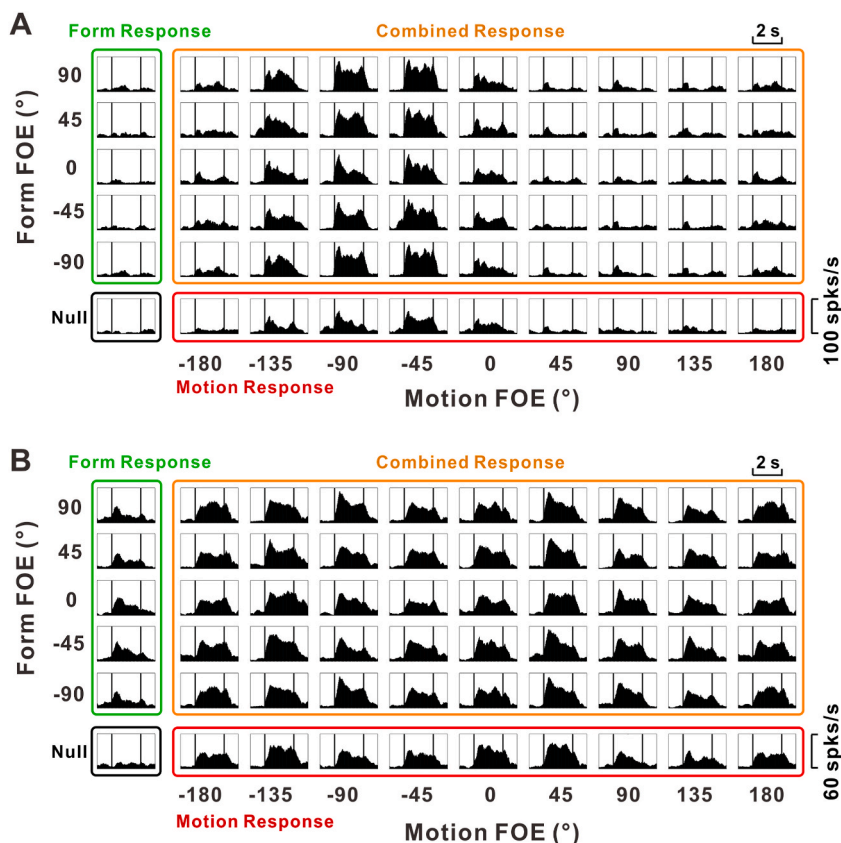 A
Form Response
Combined Response
2 s
Form FOE (°)
90
45
0
-45
-90
Null
100 spks/s
-180 -135 -90 -45 0 45 90 135 180
Motion Response
Motion FOE (°)
B
Form Response
Combined Response
2 s
Form FOE (°)
90
45
0
-45
-90
Null
60 spks/s
-180 -135 -90 -45 0 45 90 135 180
Motion Response
Motion FOE (°)